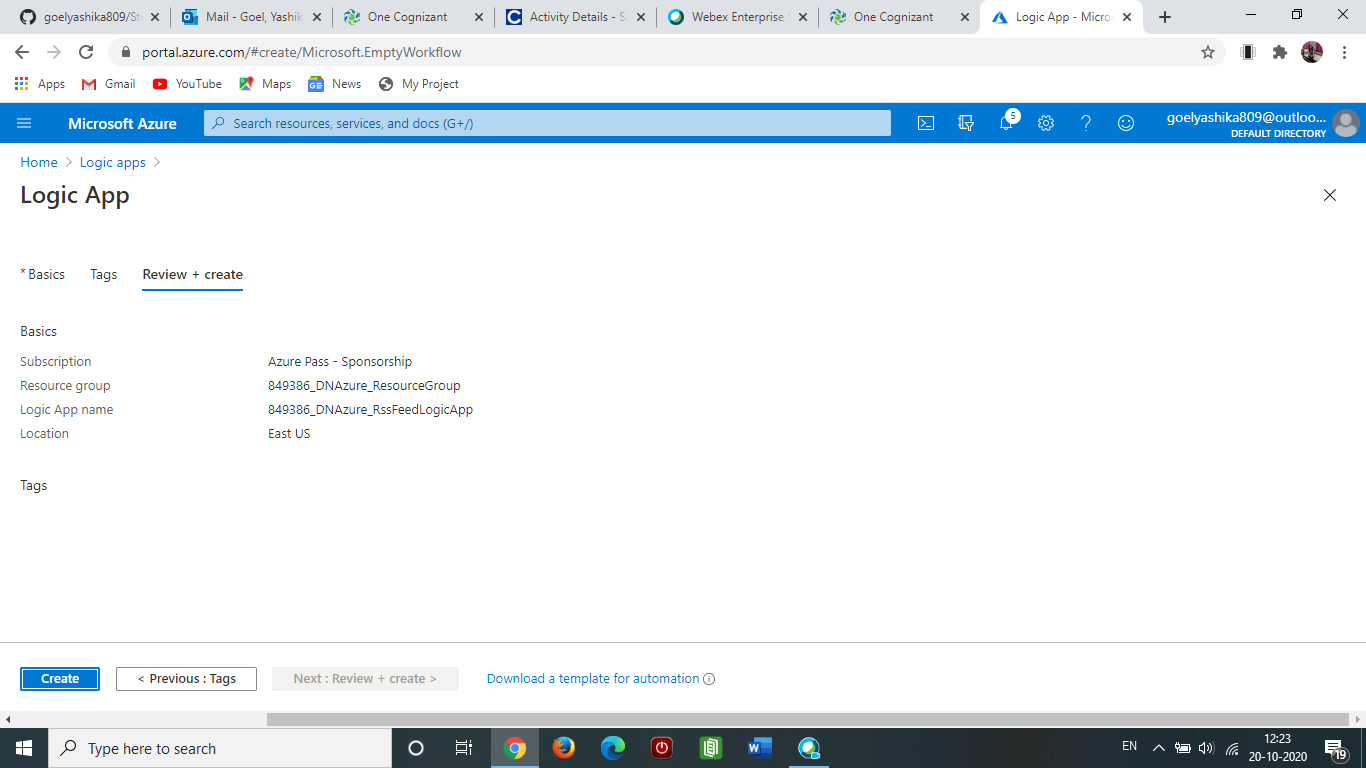 goelyashika809/St
Mail - Goel, Yashik
One Cognizant
Activity Details - S
Webex Enterprise S
One Cognizant
Logic App - Micros
portal.azure.com/#create/Microsoft.EmptyWorkflow
Apps
Gmail
YouTube
Maps
News
My Project
Microsoft Azure
Search resources, services, and docs (G+/)
5
goelyashika809@outloo...
DEFAULT DIRECTORY
Home > Logic apps >
Logic App
* Basics
Tags
Review + create
Basics
Subscription Azure Pass - Sponsorship
Resource group 849386_DNAzure_ResourceGroup
Logic App name 849386_DNAzure_RssFeedLogicApp
Location East US
Tags
Create
< Previous : Tags
Next : Review + create >
Download a template for automation
Type here to search
EN
12:23
20-10-2020
19